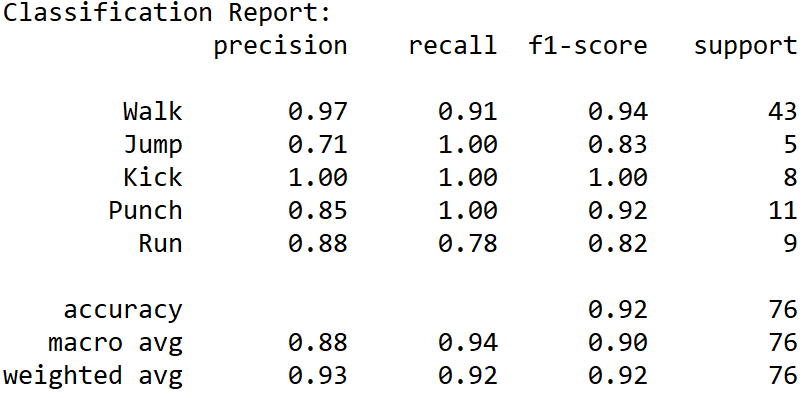 Classification Report:
precision recall f1-score support
Walk 0.97 0.91 0.94 43
Jump 0.71 1.00 0.83 5
Kick 1.00 1.00 1.00 8
Punch 0.85 1.00 0.92 11
Run 0.88 0.78 0.82 9
accuracy 0.92 76
macro avg 0.88 0.94 0.90 76
weighted avg 0.93 0.92 0.92 76